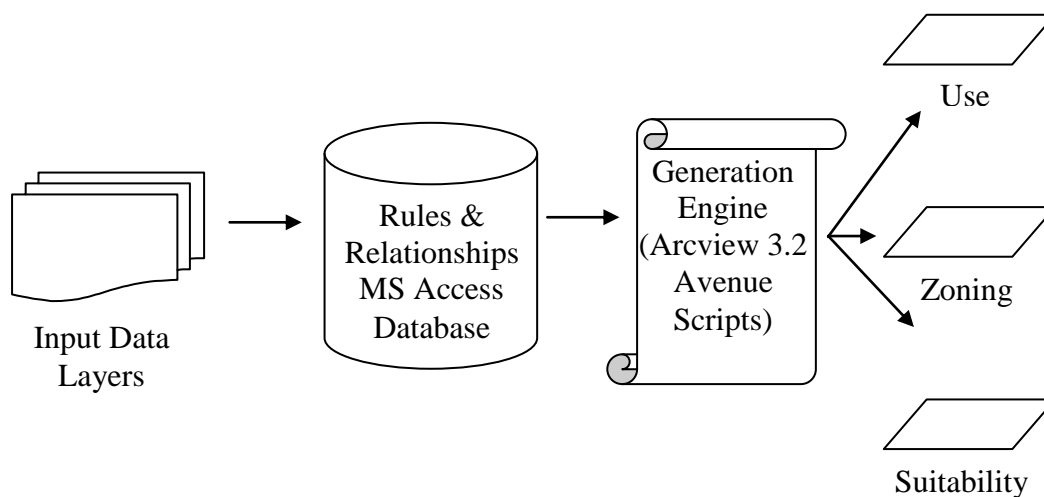 Input Data
Layers
Rules &
Relationships
MS Access
Database
Generation
Engine
(Arcview 3.2
Avenue
Scripts)
Use
Zoning
Suitability